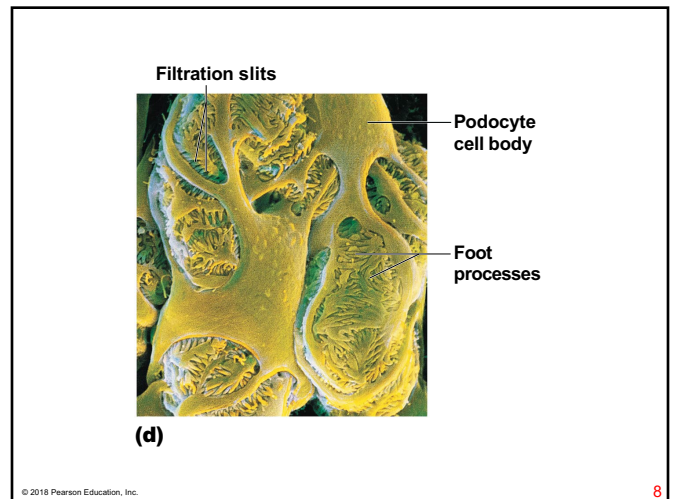 Filtration slits
Podocyte
cell body
Foot
processes
(d)
© 2018 Pearson Education, Inc.
8